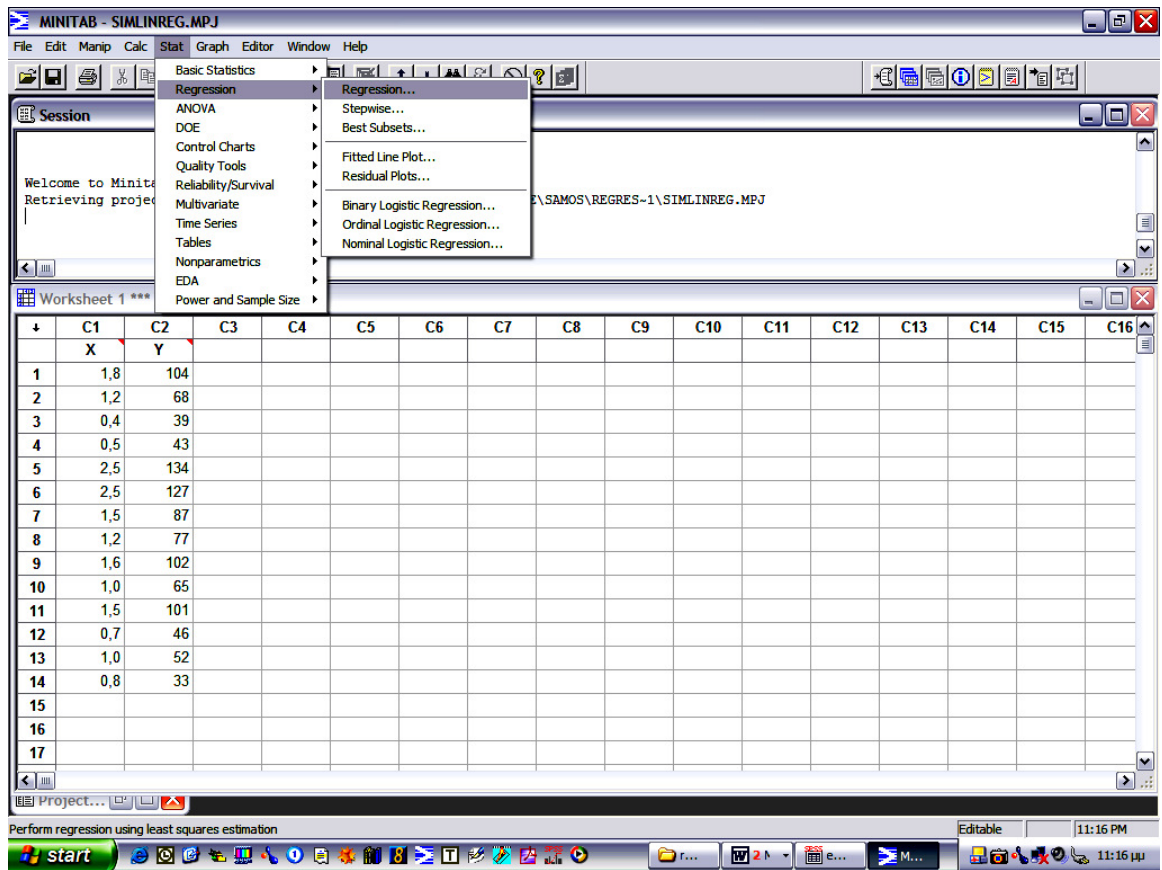 MINITAB - SIMLINREG.MPJ
File Edit Manip Calc Stat Graph Editor Window Help
Basic Statistics
Regression
ANOVA
DOE
Control Charts
Quality Tools
Reliability/Survival
Multivariate
Time Series
Tables
Nonparametrics
EDA
Power and Sample Size
Regression...
Stepwise...
Best Subsets...
Fitted Line Plot...
Residual Plots...
Binary Logistic Regression...
Ordinal Logistic Regression...
Nominal Logistic Regression...
Session
Welcome to Minita
Retrieving projec \SAMOS\REGRES~1\SIMLINREG.MPJ
Worksheet 1 ***
C1 C2 C3 C4 C5 C6 C7 C8 C9 C10 C11 C12 C13 C14 C15 C16
X Y
1 1,8 104
2 1,2 68
3 0,4 39
4 0,5 43
5 2,5 134
6 2,5 127
7 1,5 87
8 1,2 77
9 1,6 102
10 1,0 65
11 1,5 101
12 0,7 46
13 1,0 52
14 0,8 33
15
16
17
Project...
Perform regression using least squares estimation Editable 11:16 PM
start r... 2 e... M... 11:16 μμ